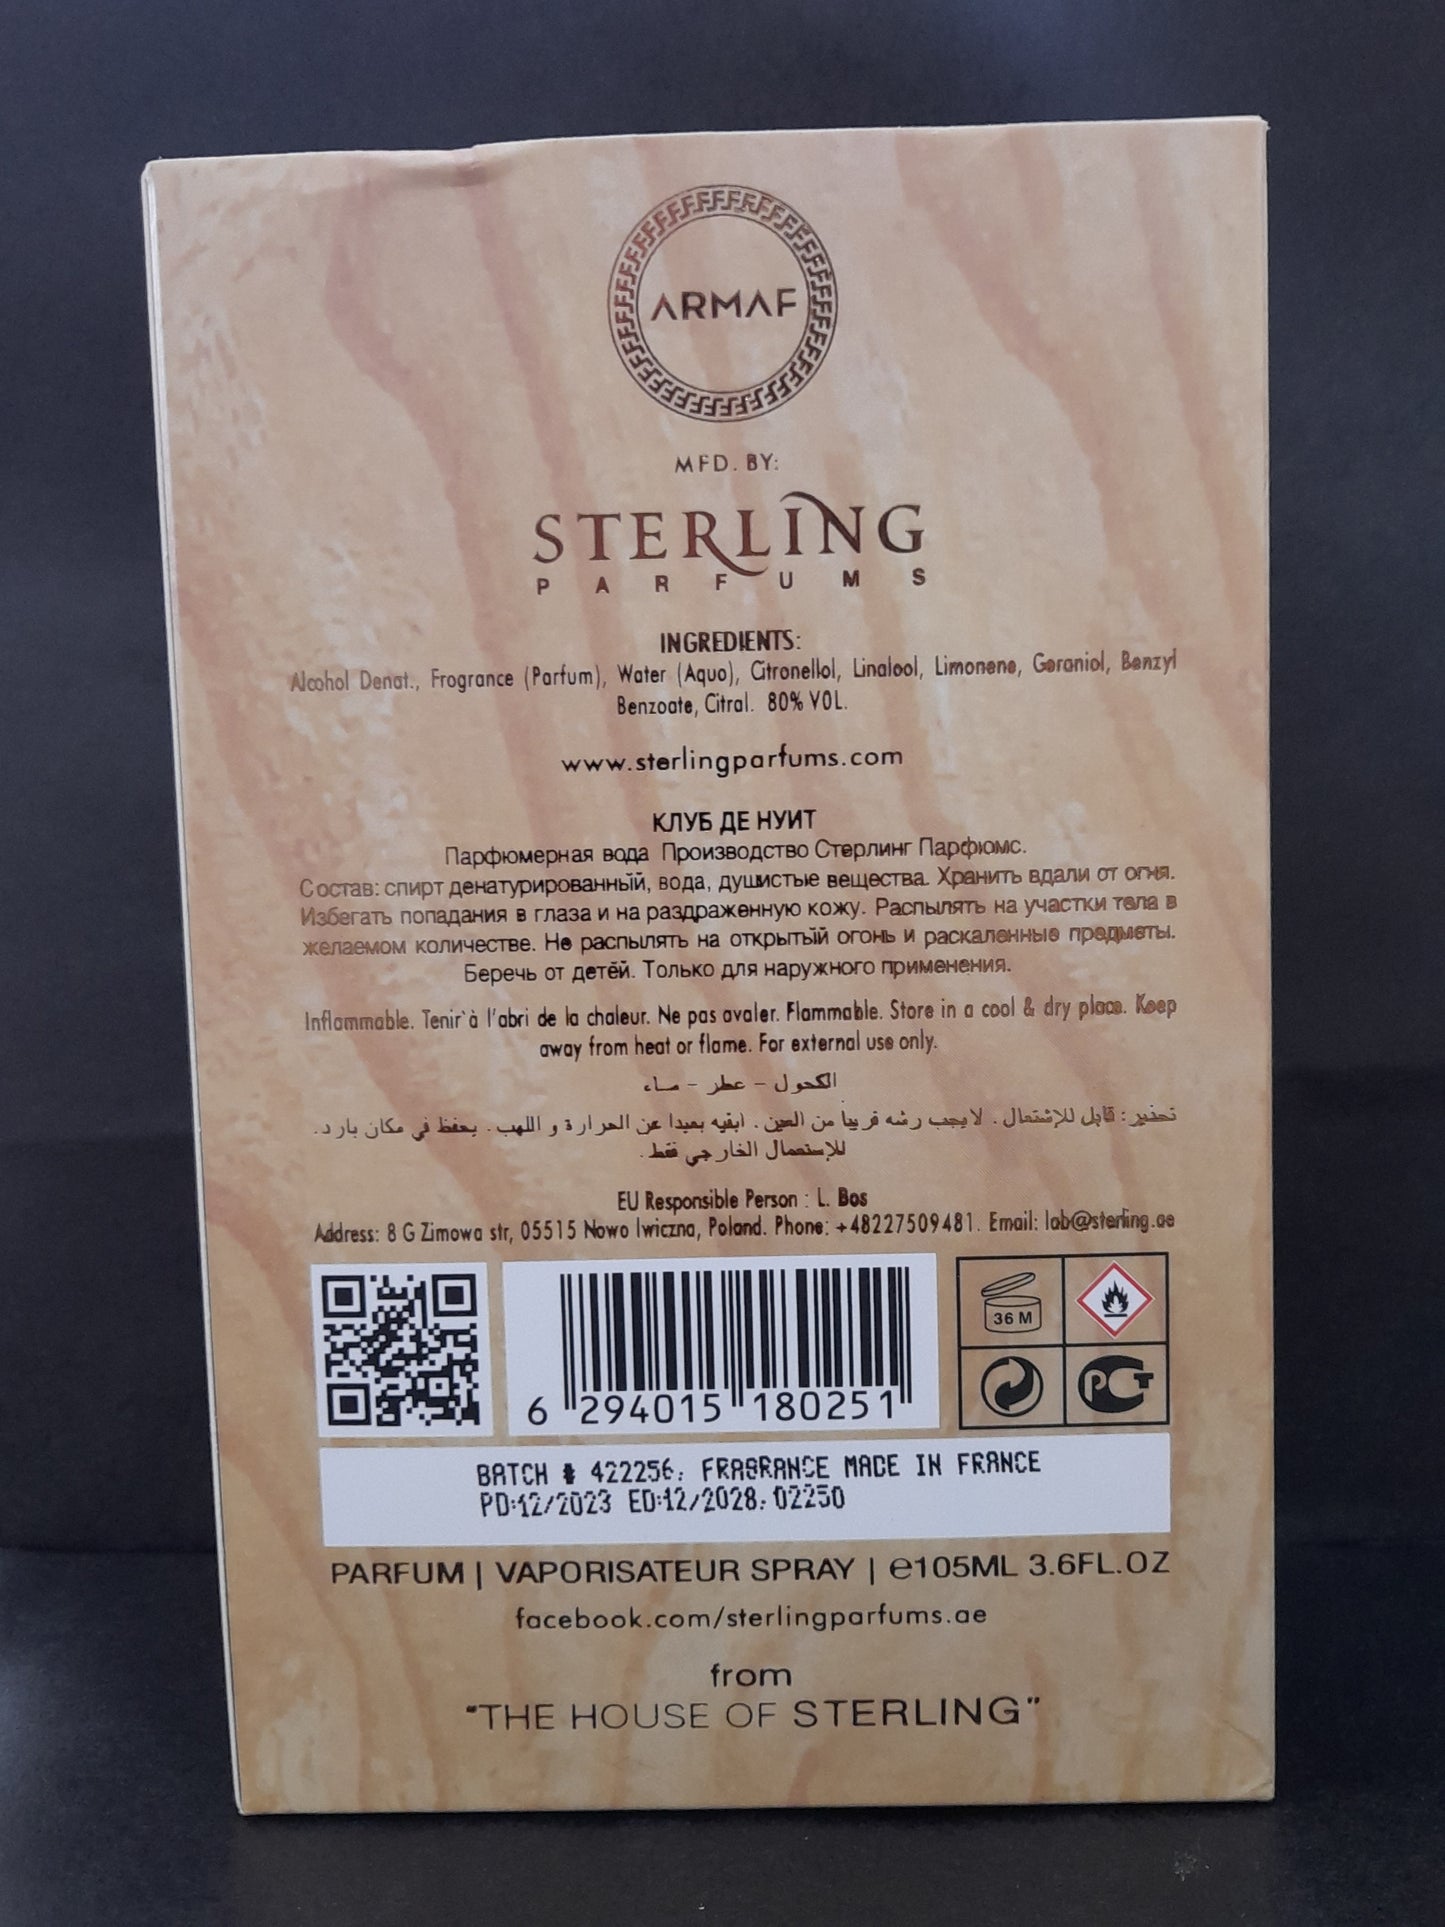 ARMAF
MFD. BY:
STERLING
PARFUMS
INGREDIENTS:
Alcohol Denat., Fragrance (Parfum), Water (Aqua), Citronellol, Linalool, Limonene, Geraniol, Benzyl
Benzoate, Citral. 80% VOL.
www.sterlingparfums.com
КЛУБ ДЕ НУИТ
Парфюмерная вода Производство Стерлинг Парфюмс.
Состав: спирт денатурированный, вода, душистые вещества. Хранить вдали от огня.
Избегать попадания в глаза и на раздраженную кожу. Распылять на участки тела в
желаемом количестве. Не распылять на открытый огонь и раскаленные предметы.
Беречь от детей. Только для наружного применения.
Inflammable. Tenir`à l'abri de la chaleur. Ne pas avaler. Flammable. Store in a cool & dry place. Keep
away from heat or flame. For external use only.
الكحول - عطر - ماء
تحذير: قابل للإشتعال. لا يجب رشه قريبا من العين. ابقيه بعيدا عن الحرارة و اللهب. يحفظ في مكان بارد.
للإستعمال الخارجي فقط.
EU Responsible Person : L. Bos
Address: 8 G Zimowa str, 05515 Nowo Iwiczna, Poland. Phone: +48227509481. Email: lab@sterling.ae
36 M
РСТ
6 294015 180251
BATCH # 422256. FRAGRANCE MADE IN FRANCE
PD:12/2023 ED:12/2028. 02250
PARFUM | VAPORISATEUR SPRAY | ℮105ML 3.6FL.OZ
facebook.com/sterlingparfums.ae
from
"THE HOUSE OF STERLING"